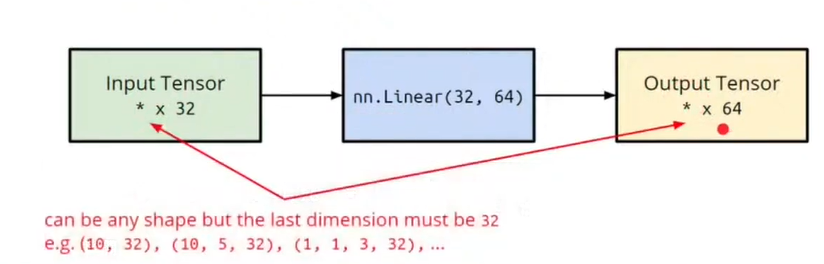 Input Tensor
* x 32
nn.Linear(32, 64)
Output Tensor
* x 64
can be any shape but the last dimension must be 32
e.g. (10, 32), (10, 5, 32), (1, 1, 3, 32), ...